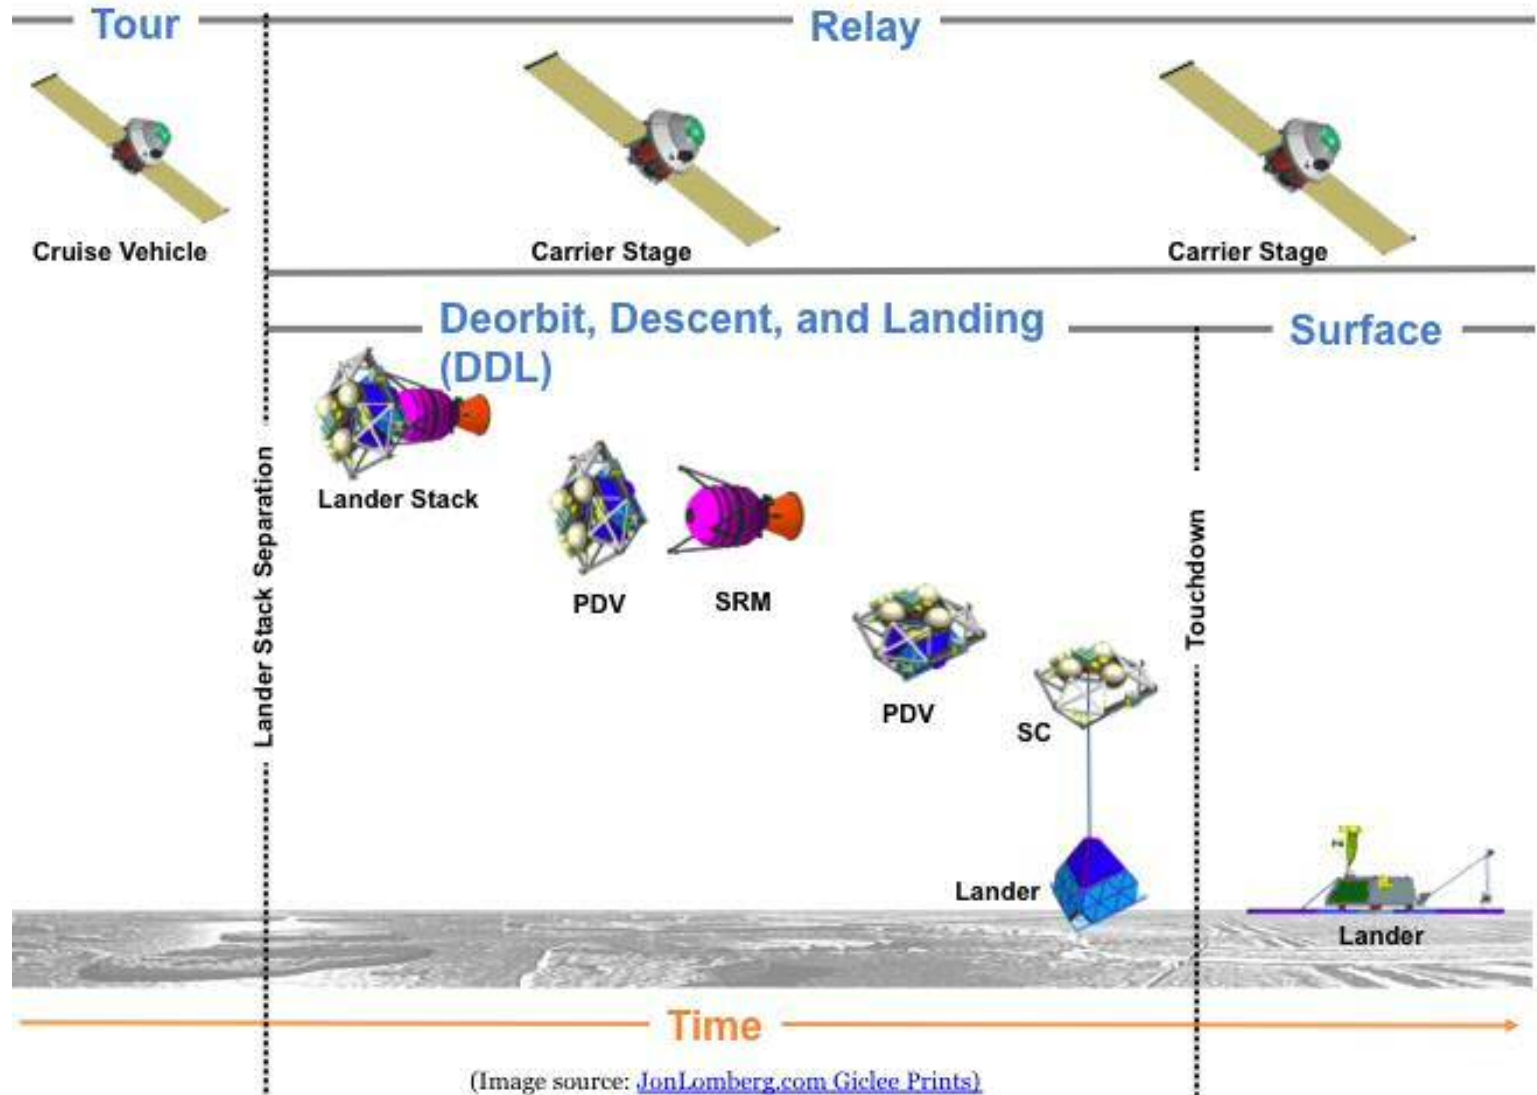 Tour
Relay
Cruise Vehicle
Carrier Stage
Carrier Stage
Deorbit, Descent, and Landing
(DDL)
Surface
Lander Stack Separation
Lander Stack
PDV
SRM
PDV
SC
Lander
Touchdown
Lander
Time
(Image source: JonLomberg.com Giclee Prints)